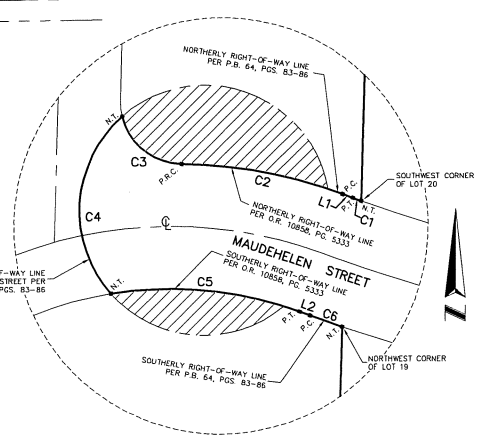 NORTHERLY RIGHT-OF-WAY LINE
PER P.B. 64, PGS. 83-86
N.T.
C3
P.R.C.
C2
L1
P.T.
P.C.
C1
N.T.
SOUTHWEST CORNER
OF LOT 20
NORTHERLY RIGHT-OF-WAY LINE
PER O.R. 10858, PG. 5333
C4
℄
MAUDEHELEN STREET
SOUTHERLY RIGHT-OF-WAY LINE
PER O.R. 10858, PG. 5333
F-WAY LINE
STREET PER
PGS. 83-86
N.T.
C5
L2
P.T.
P.C.
C6
N.T.
N
NORTHWEST CORNER
OF LOT 19
SOUTHERLY RIGHT-OF-WAY LINE
PER P.B. 64, PGS. 83-86